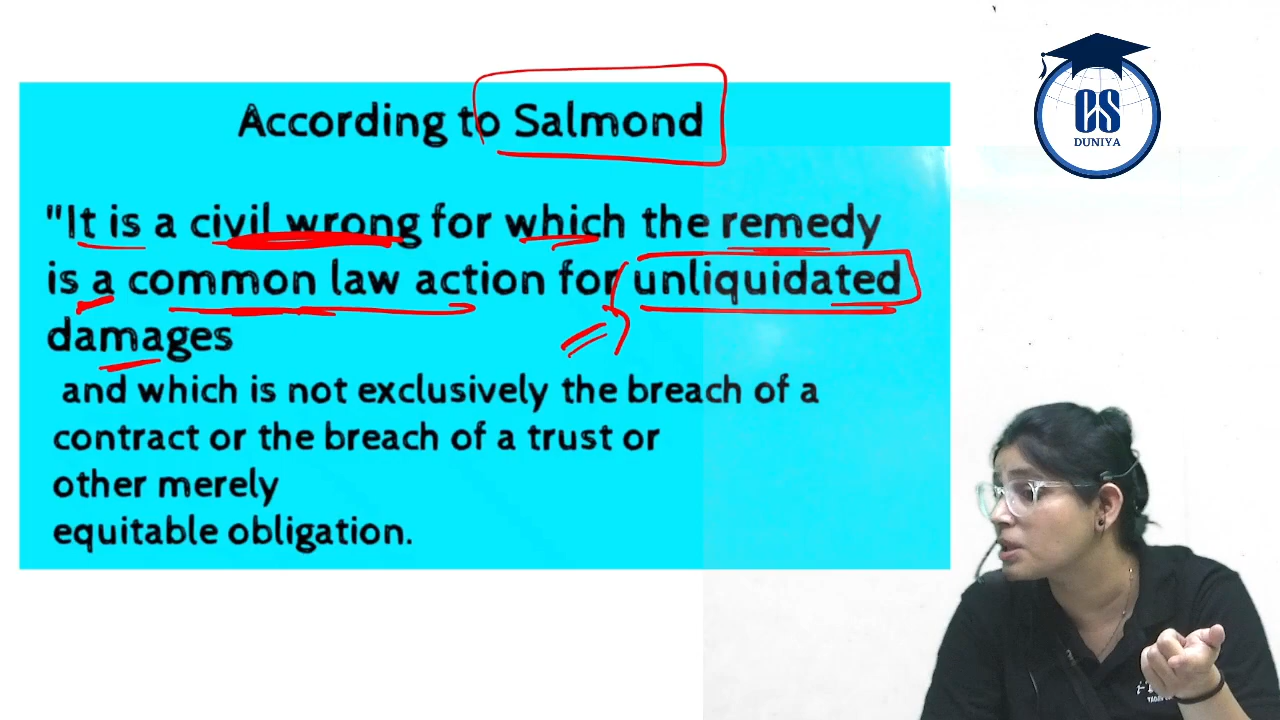 According to Salmond
CS
DUNIYA
"It is a civil wrong for which the remedy
is a common law action for unliquidated
damages
and which is not exclusively the breach of a
contract or the breach of a trust or
other merely
equitable obligation.